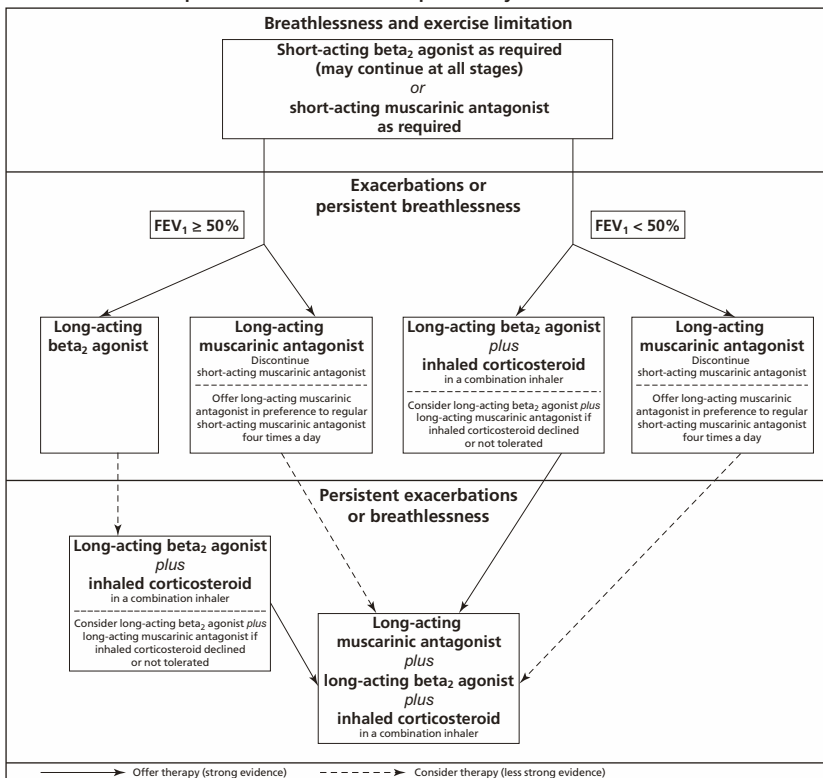 Breathlessness and exercise limitation
Short-acting beta₂ agonist as required
(may continue at all stages)
or
short-acting muscarinic antagonist
as required
Exacerbations or
persistent breathlessness
FEV₁ ≥ 50%
FEV₁ < 50%
Long-acting
beta₂ agonist
Long-acting
muscarinic antagonist
Discontinue
short-acting muscarinic antagonist
Offer long-acting muscarinic
antagonist in preference to regular
short-acting muscarinic antagonist
four times a day
Long-acting beta₂ agonist
plus
inhaled corticosteroid
in a combination inhaler
Consider long-acting beta₂ agonist plus
long-acting muscarinic antagonist if
inhaled corticosteroid declined
or not tolerated
Long-acting
muscarinic antagonist
Discontinue
short-acting muscarinic antagonist
Offer long-acting muscarinic
antagonist in preference to regular
short-acting muscarinic antagonist
four times a day
Persistent exacerbations
or breathlessness
Long-acting beta₂ agonist
plus
inhaled corticosteroid
in a combination inhaler
Consider long-acting beta₂ agonist plus
long-acting muscarinic antagonist if
inhaled corticosteroid declined
or not tolerated
Long-acting
muscarinic antagonist
plus
long-acting beta₂ agonist
plus
inhaled corticosteroid
in a combination inhaler
Offer therapy (strong evidence)
Consider therapy (less strong evidence)